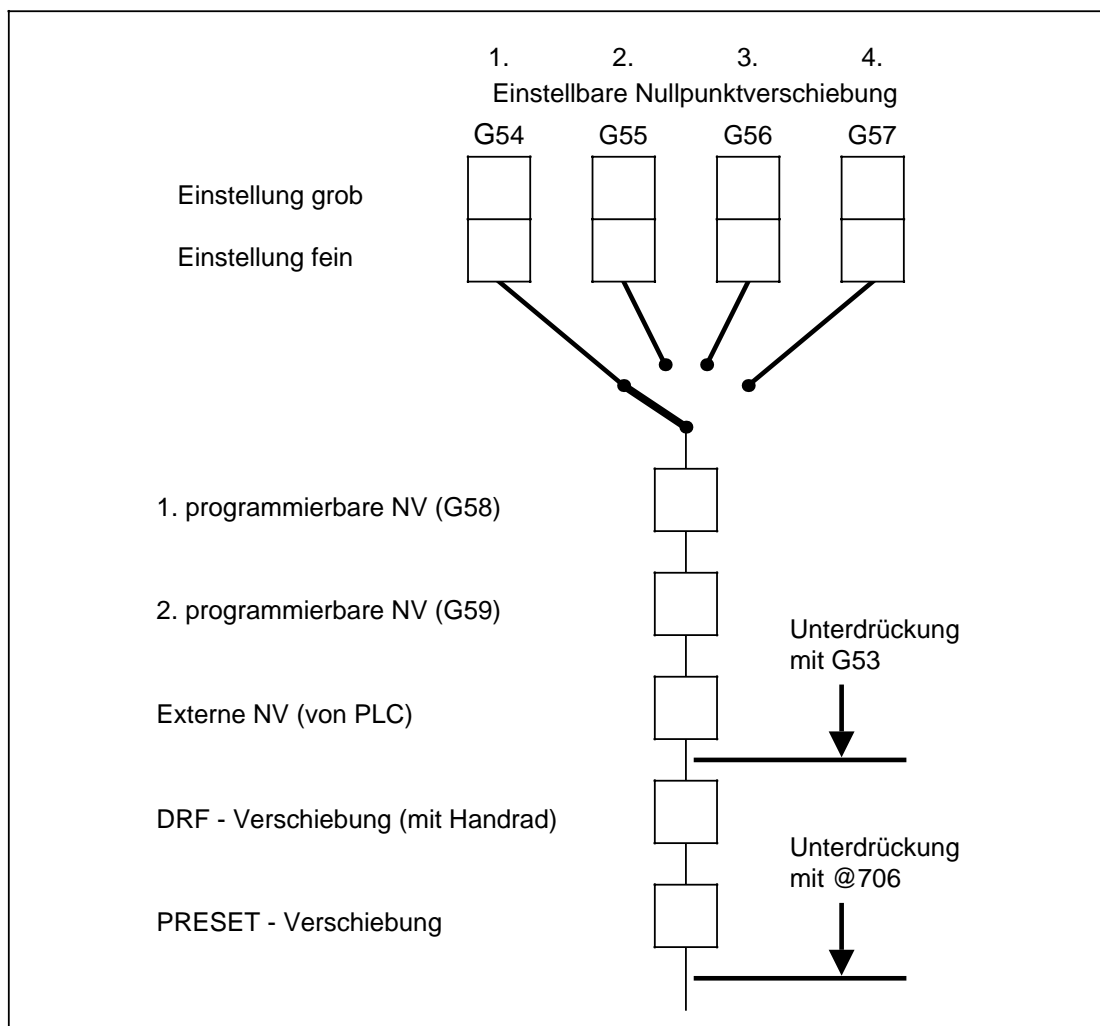 1. 2. 3. 4.
Einstellbare Nullpunktverschiebung
G54 G55 G56 G57
Einstellung grob
Einstellung fein
1. programmierbare NV (G58)
2. programmierbare NV (G59)
Unterdrückung
mit G53
Externe NV (von PLC)
DRF - Verschiebung (mit Handrad)
Unterdrückung
mit @706
PRESET - Verschiebung